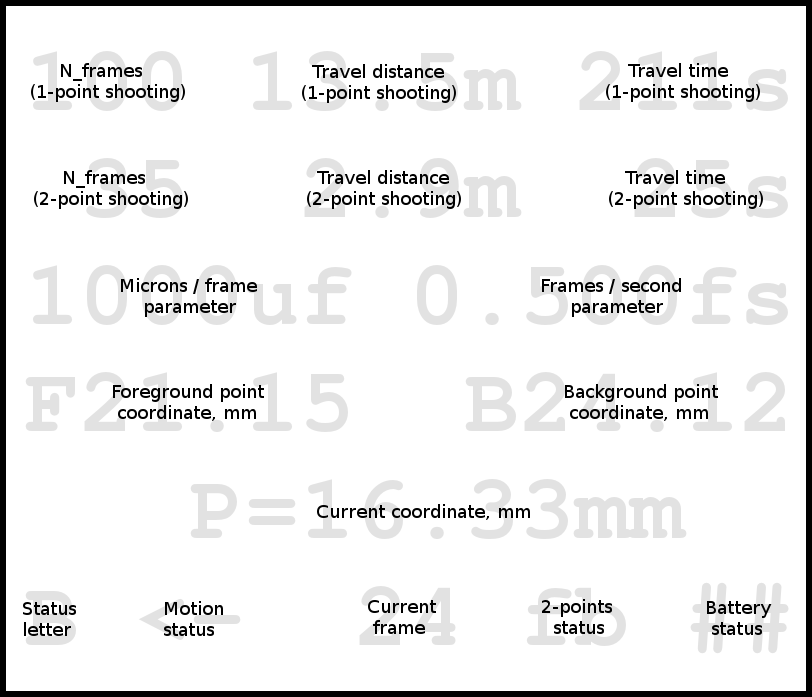 100 13.5m 211s
N_frames Travel distance Travel time
(1-point shooting) (1-point shooting) (1-point shooting)
35 2.9m 25s
N_frames Travel distance Travel time
(2-point shooting) (2-point shooting) (2-point shooting)
1000uf 0.500fs
Microns / frame Frames / second
parameter parameter
F21.15 B24.12
Foreground point Background point
coordinate, mm coordinate, mm
P=16.33mm
Current coordinate, mm
B <- 24 fb ##
Status Motion Current 2-points Battery
letter status frame status status